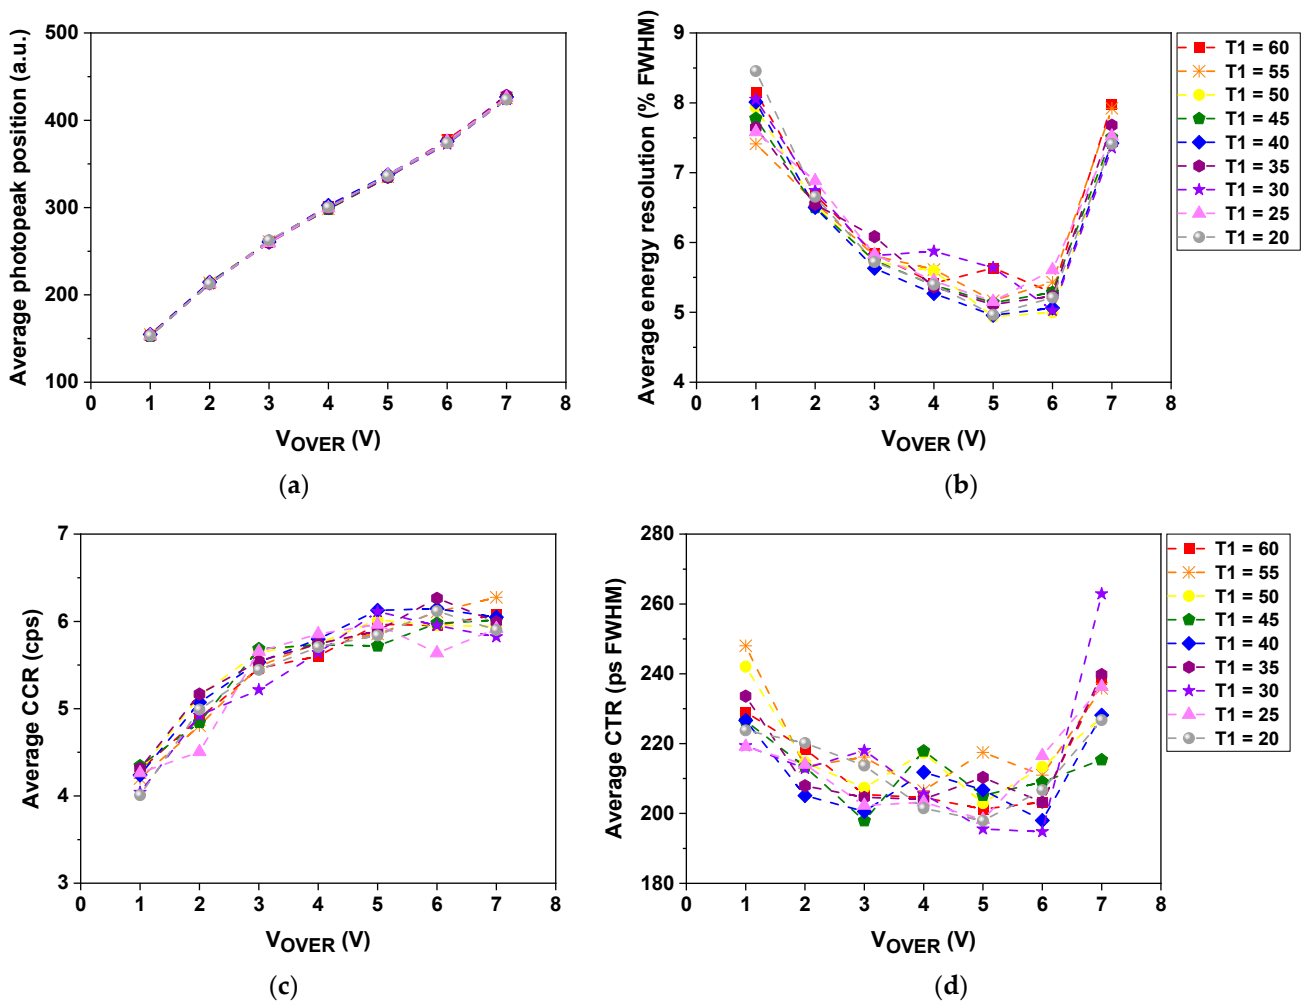 500
400
300
200
100
0
1
2
3
4
5
6
7
8
Average photopeak position (a.u.)
VOVER (V)
(a)
9
8
7
6
5
4
0
1
2
3
4
5
6
7
8
Average energy resolution (% FWHM)
VOVER (V)
(b)
T1 = 60
T1 = 55
T1 = 50
T1 = 45
T1 = 40
T1 = 35
T1 = 30
T1 = 25
T1 = 20
7
6
5
4
3
0
1
2
3
4
5
6
7
8
Average CCR (cps)
VOVER (V)
(c)
280
260
240
220
200
180
0
1
2
3
4
5
6
7
8
Average CTR (ps FWHM)
VOVER (V)
(d)
T1 = 60
T1 = 55
T1 = 50
T1 = 45
T1 = 40
T1 = 35
T1 = 30
T1 = 25
T1 = 20